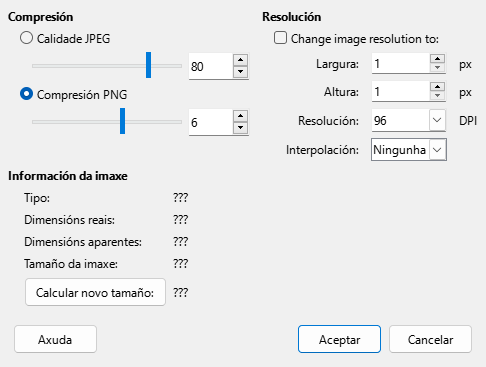 Compresión
Calidade JPEG
80
Compresión PNG
6
Resolución
Change image resolution to:
Largura: 1 px
Altura: 1 px
Resolución: 96 DPI
Interpolación: Ningunha
Información da imaxe
Tipo: ???
Dimensións reais: ???
Dimensións aparentes: ???
Tamaño da imaxe: ???
Calcular novo tamaño: ???
Axuda
Aceptar
Cancelar